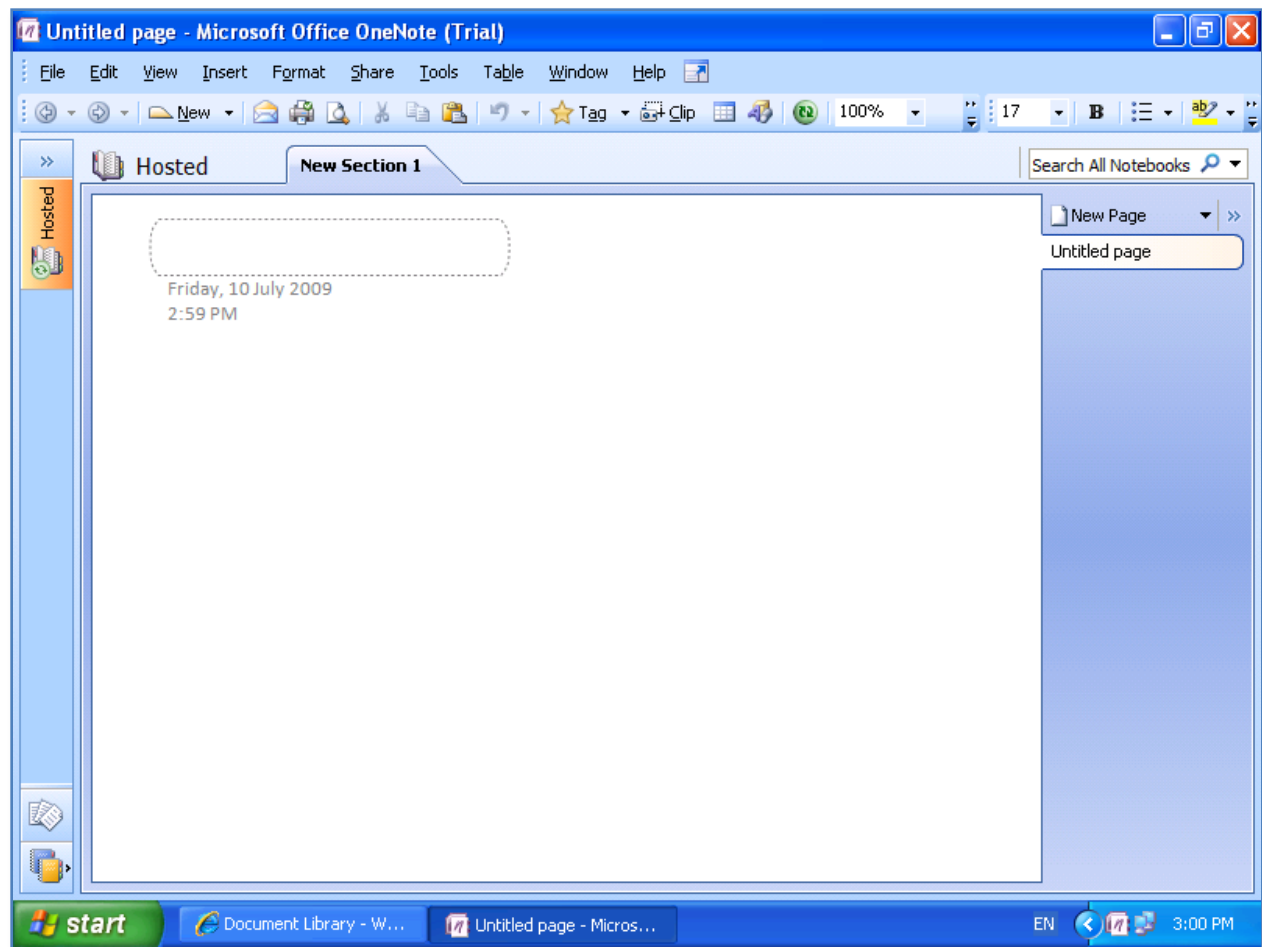 Untitled page - Microsoft Office OneNote (Trial)
File Edit View Insert Format Share Tools Table Window Help
New Tag Clip 100% 17 B ab
Hosted New Section 1 Search All Notebooks
Hosted
New Page
Untitled page
Friday, 10 July 2009
2:59 PM
start Document Library - W... Untitled page - Micros... EN 3:00 PM